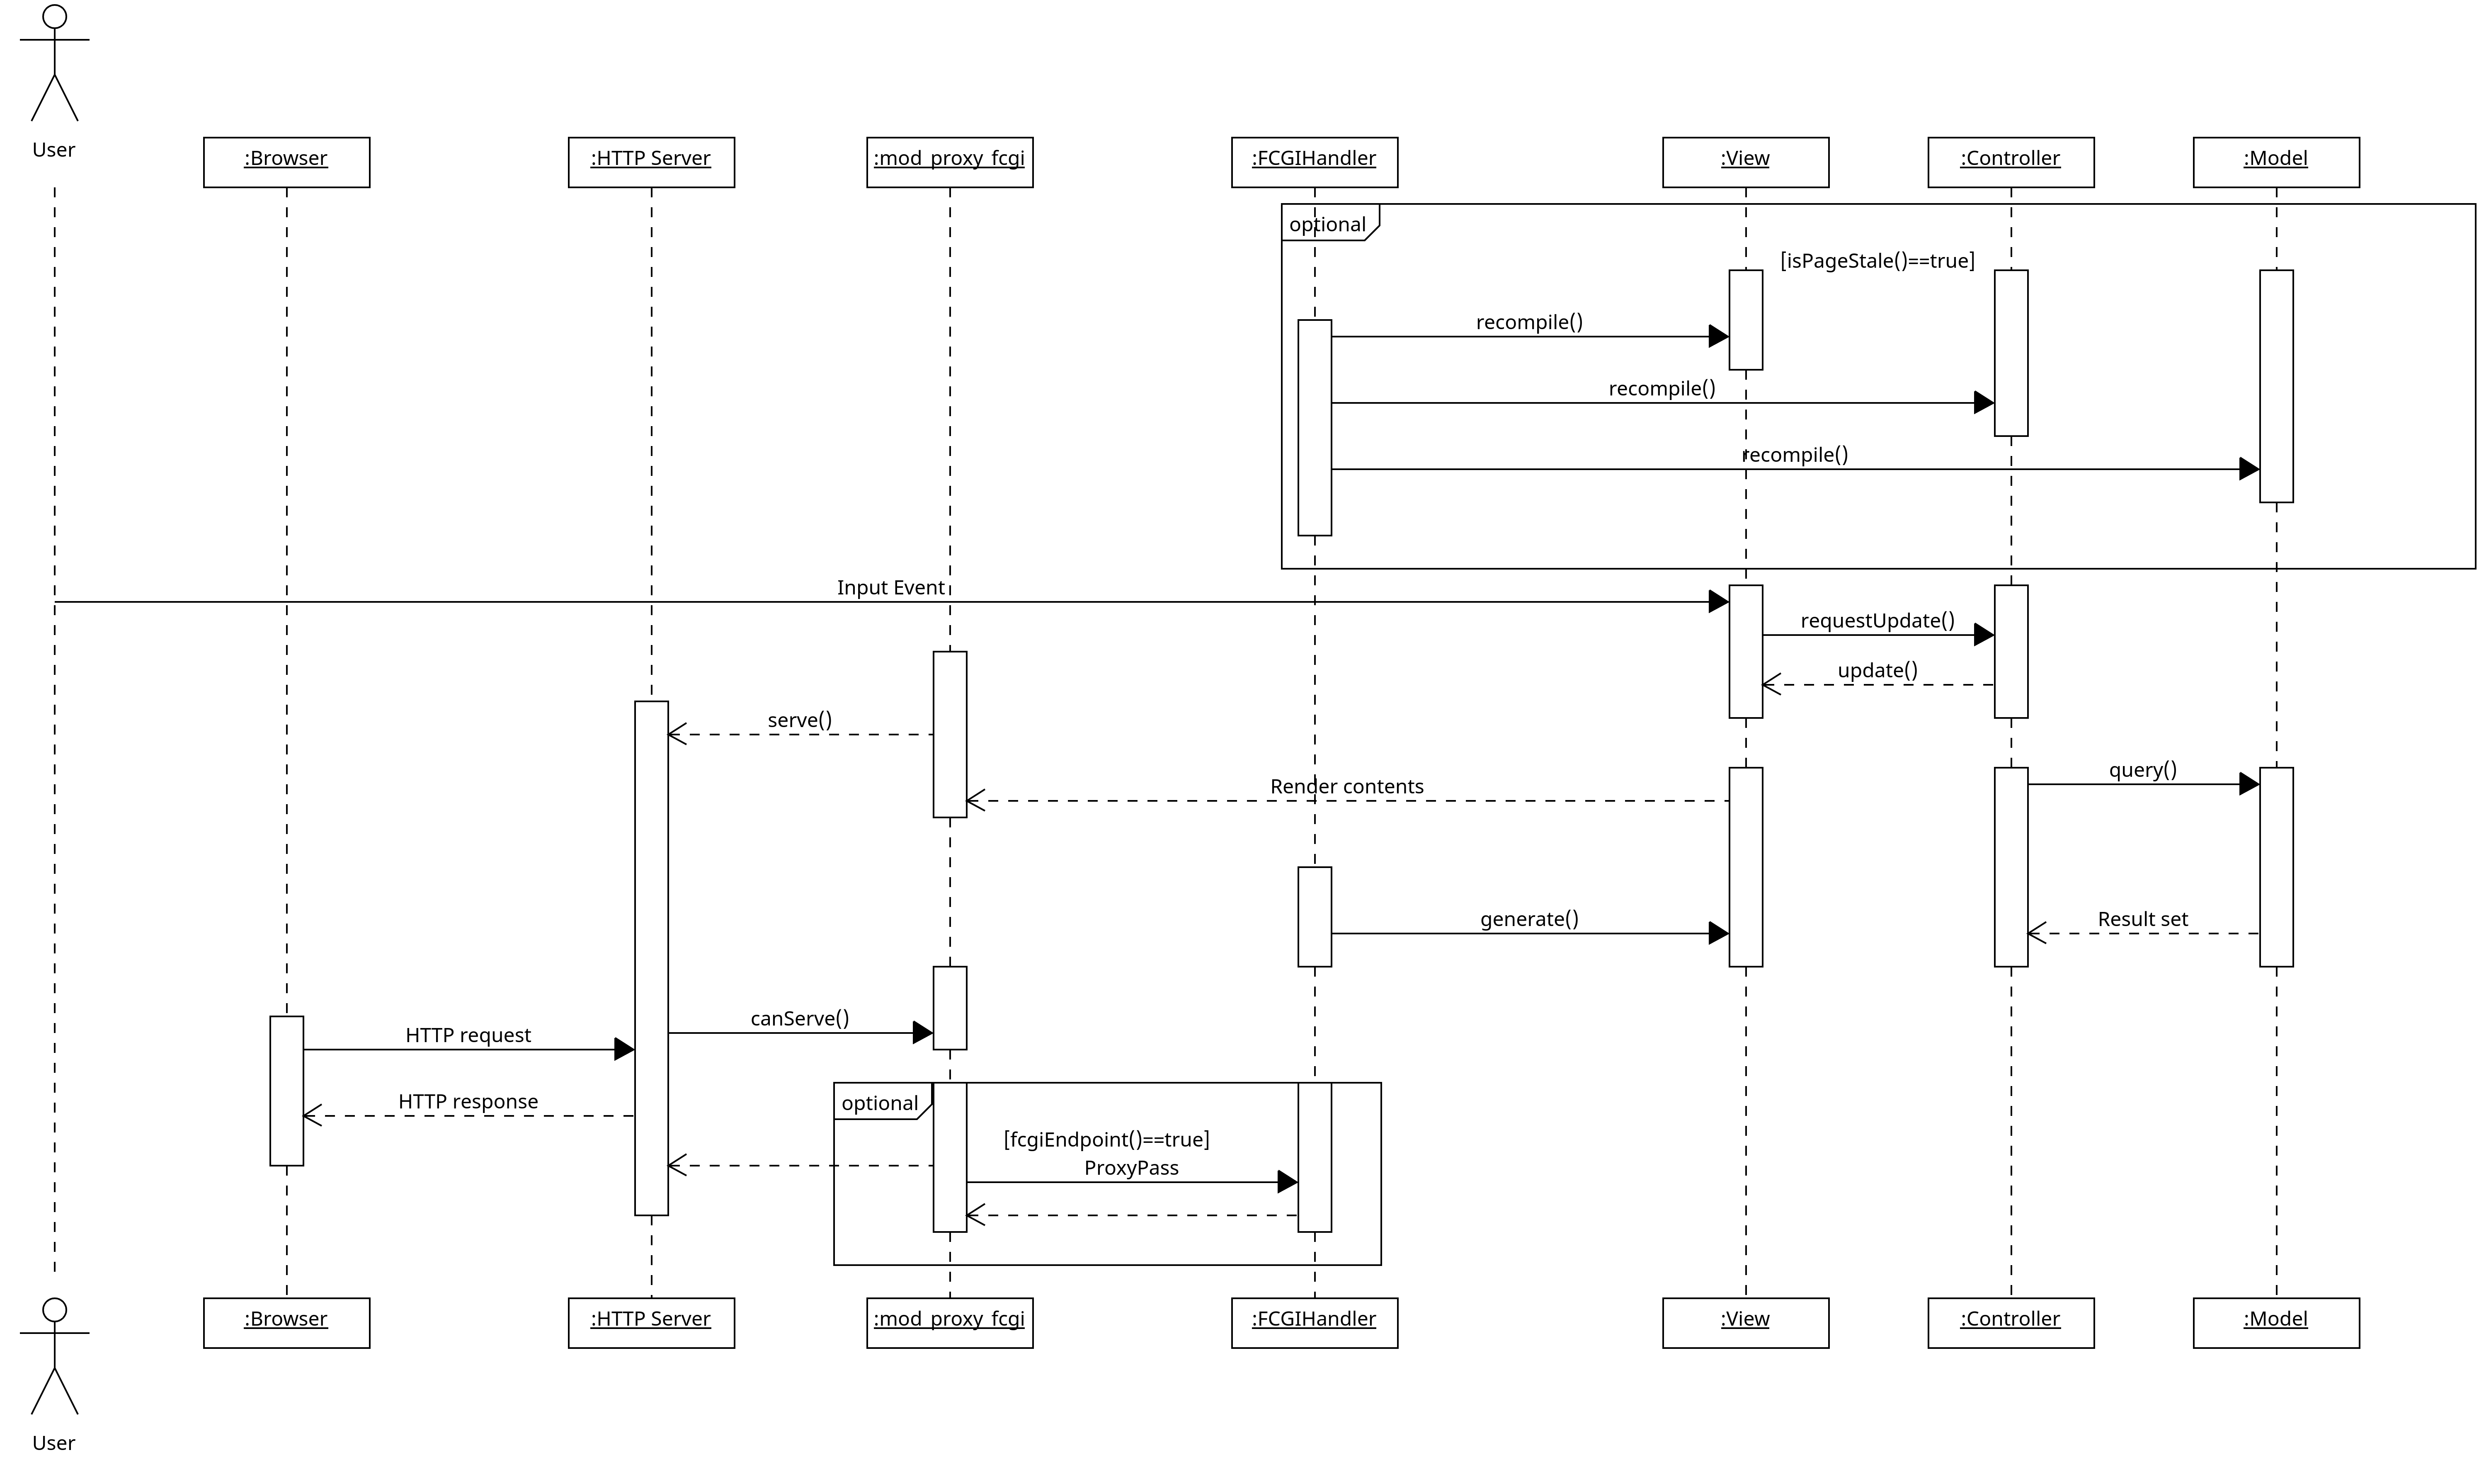 User
:Browser
:HTTP Server
:mod_proxy_fcgi
:FCGIHandler
:View
:Controller
:Model
optional
[isPageStale()==true]
recompile()
recompile()
recompile()
Input Event
requestUpdate()
update()
serve()
query()
Render contents
generate()
Result set
canServe()
HTTP request
HTTP response
optional
[fcgiEndpoint()==true]
ProxyPass
:Browser
:HTTP Server
:mod_proxy_fcgi
:FCGIHandler
:View
:Controller
:Model
User